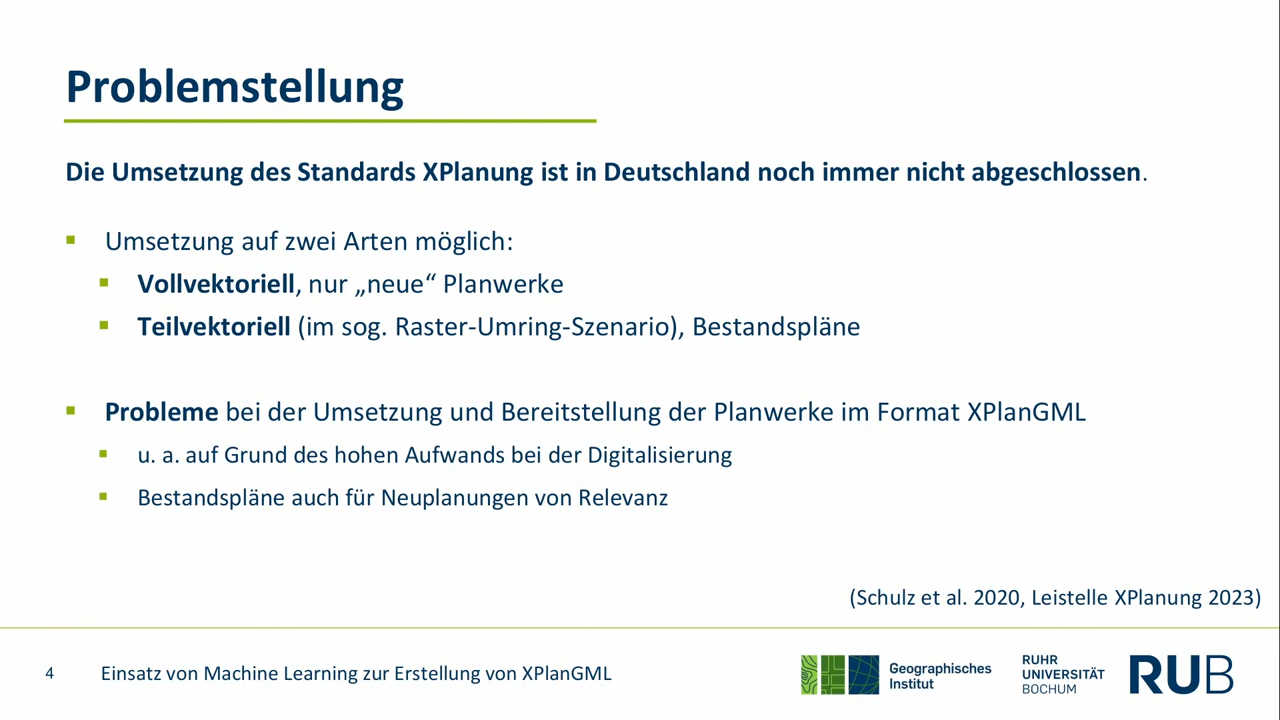 Problemstellung
Die Umsetzung des Standards XPlanung ist in Deutschland noch immer nicht abgeschlossen.
Umsetzung auf zwei Arten möglich:
Vollvektoriell, nur „neue“ Planwerke
Teilvektoriell (im sog. Raster-Umring-Szenario), Bestandspläne
Probleme bei der Umsetzung und Bereitstellung der Planwerke im Format XPlanGML
u. a. auf Grund des hohen Aufwands bei der Digitalisierung
Bestandspläne auch für Neuplanungen von Relevanz
(Schulz et al. 2020, Leistelle XPlanung 2023)
4
Einsatz von Machine Learning zur Erstellung von XPlanGML
Geographisches
Institut
RUHR
UNIVERSITÄT
BOCHUM
RUB